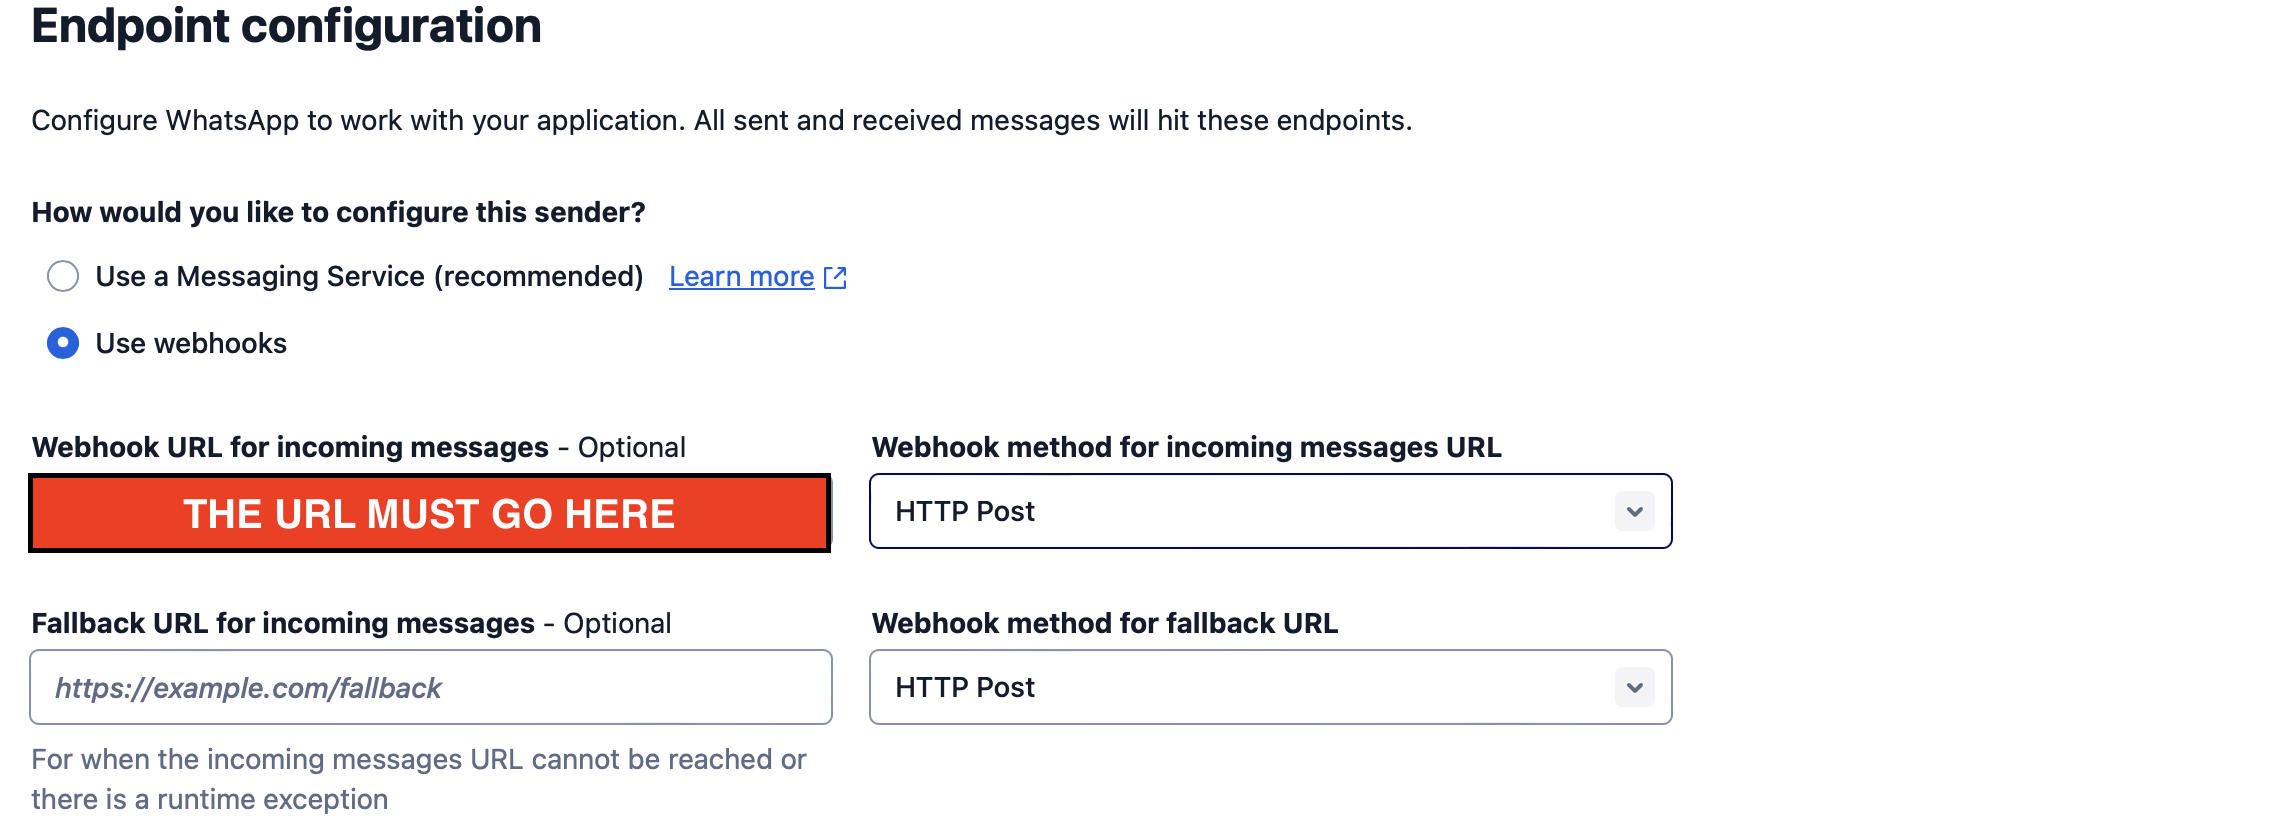 Endpoint configuration
Configure WhatsApp to work with your application. All sent and received messages will hit these endpoints.
How would you like to configure this sender?
Use a Messaging Service (recommended) Learn more
Use webhooks
Webhook URL for incoming messages - Optional
Webhook method for incoming messages URL
THE URL MUST GO HERE
HTTP Post
Fallback URL for incoming messages - Optional
Webhook method for fallback URL
https://example.com/fallback
HTTP Post
For when the incoming messages URL cannot be reached or
there is a runtime exception